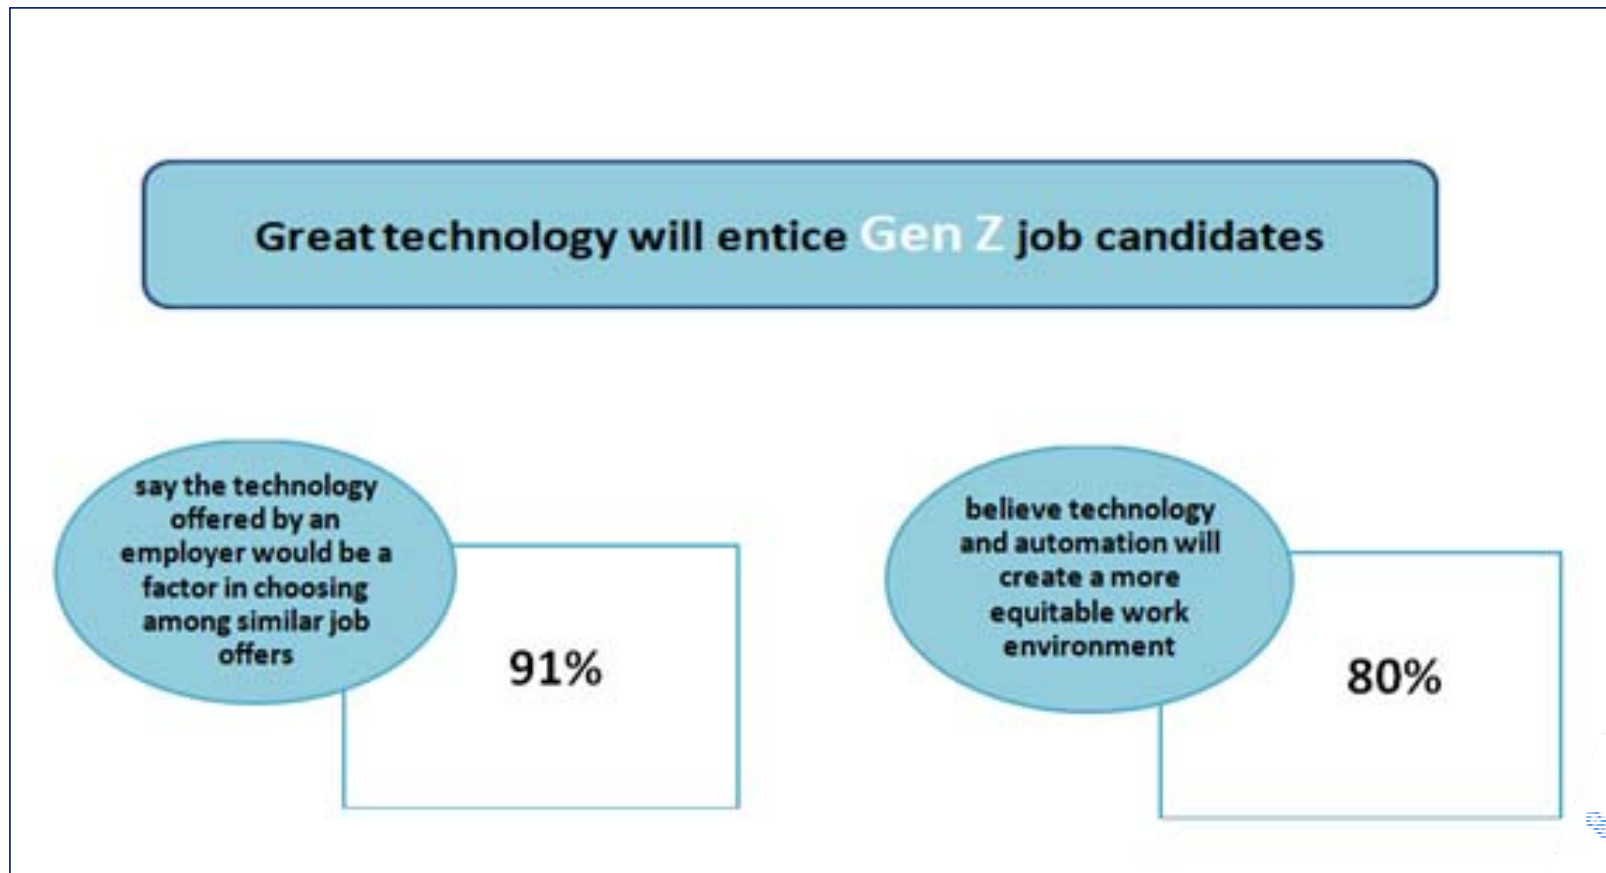 Great technology will entice Gen Z job candidates
say the technology
offered by an
employer would be a
factor in choosing
among similar job
offers
91%
believe technology
and automation will
create a more
equitable work
environment
80%